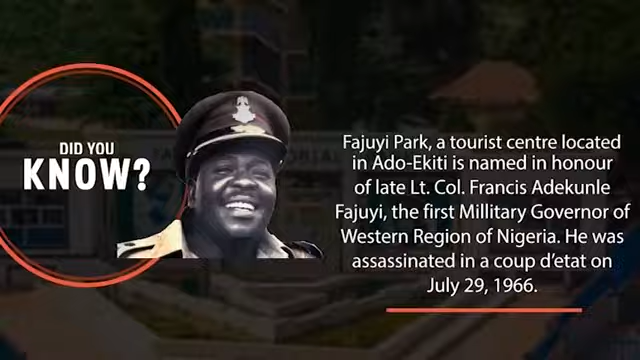 DID YOU
KNOW?
Fajuyi Park, a tourist centre located
in Ado-Ekiti is named in honour
of late Lt. Col. Francis Adekunle
Fajuyi, the first Millitary Governor of
Western Region of Nigeria. He was
assassinated in a coup d'etat on
July 29, 1966.